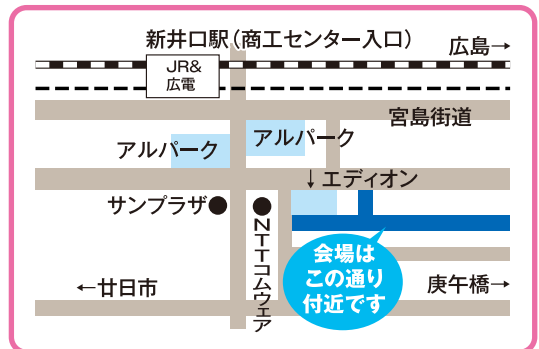 新井口駅（商工センター入口）
広島→
JR&
広電
宮島街道
アルパーク
アルパーク
↓エディオン
サンプラザ●
●NTTコムウェア
会場は
この通り
付近です
←廿日市
庚午橋→